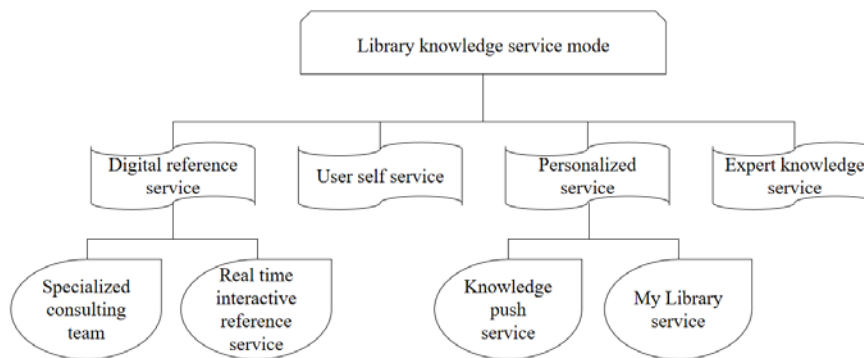 Library knowledge service mode
Digital reference
service
User self service
Personalized
service
Expert knowledge
service
Specialized
consulting
team
Real time
interactive
reference
service
Knowledge
push
service
My Library
service